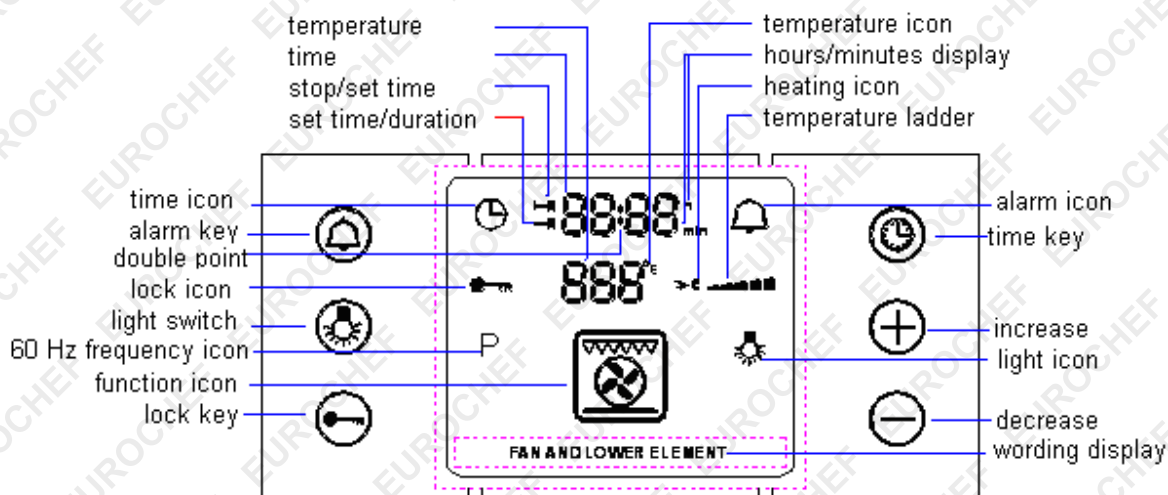 temperature
time
stop/set time
set time/duration
temperature icon
hours/minutes display
heating icon
temperature ladder
time icon
alarm key
double point
lock icon
light switch
60 Hz frequency icon
function icon
lock key
88:88
h
min
888
P
FAN AND LOWER ELEMENT
alarm icon
time key
increase
light icon
decrease
wording display
EUROCHEF